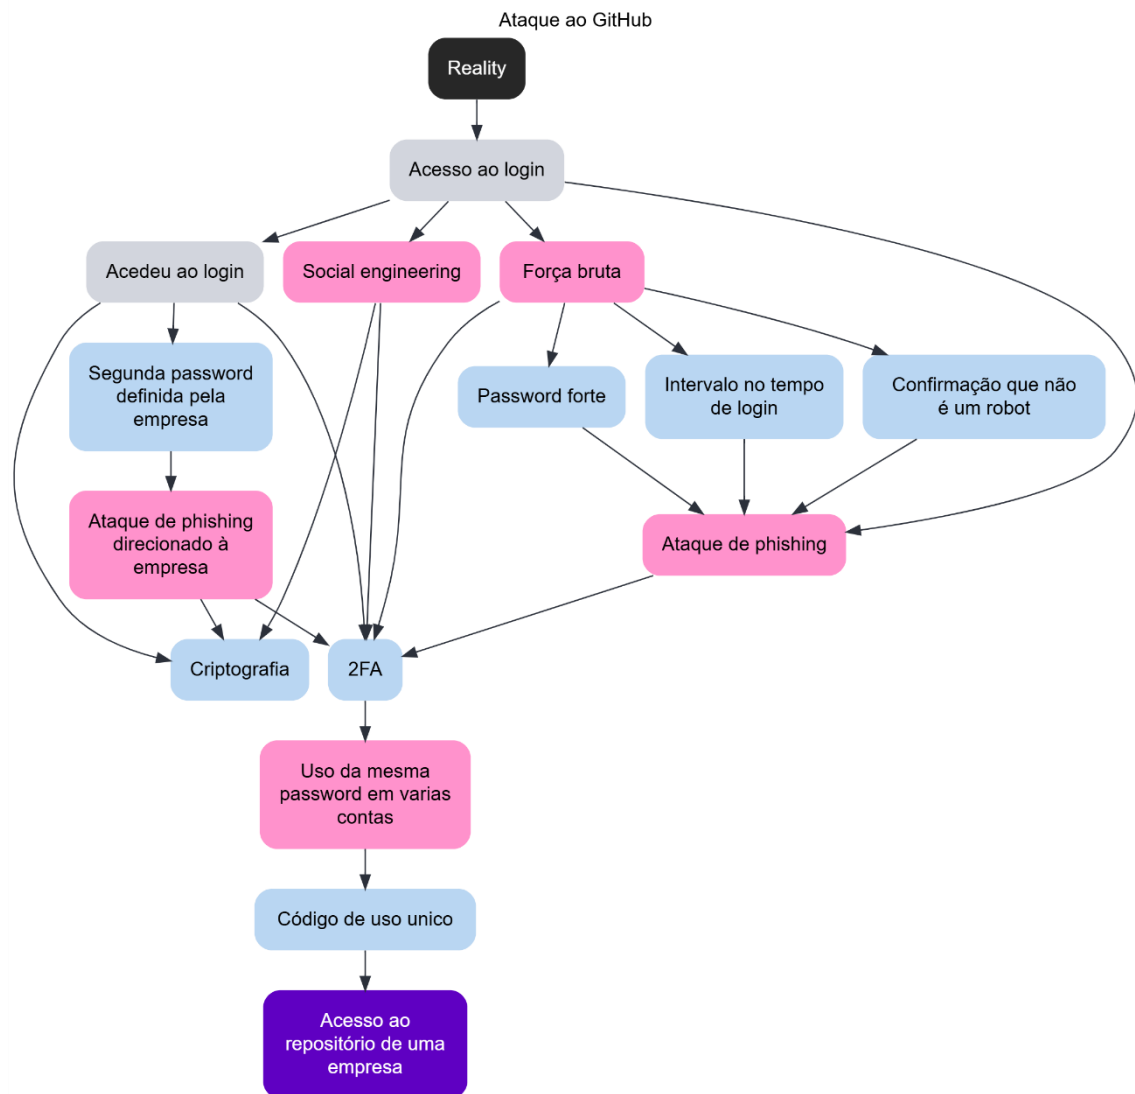 Ataque ao GitHub
Reality
Acesso ao login
Acedeu ao login
Social engineering
Força bruta
Segunda password
definida pela
empresa
Password forte
Intervalo no tempo
de login
Confirmação que não
é um robot
Ataque de phishing
direcionado à
empresa
Ataque de phishing
Criptografia
2FA
Uso da mesma
password em varias
contas
Código de uso unico
Acesso ao
repositório de uma
empresa